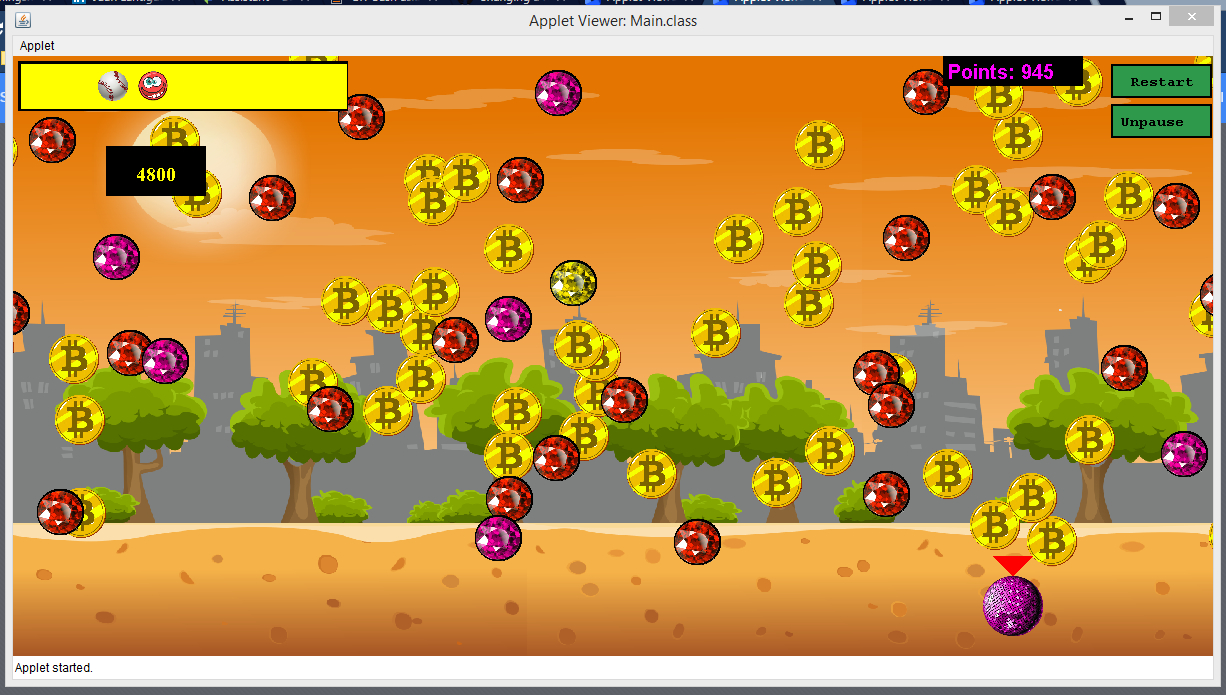 Applet Viewer: Main.class
Applet
Points: 945
Restart
Unpause
4800
Applet started.